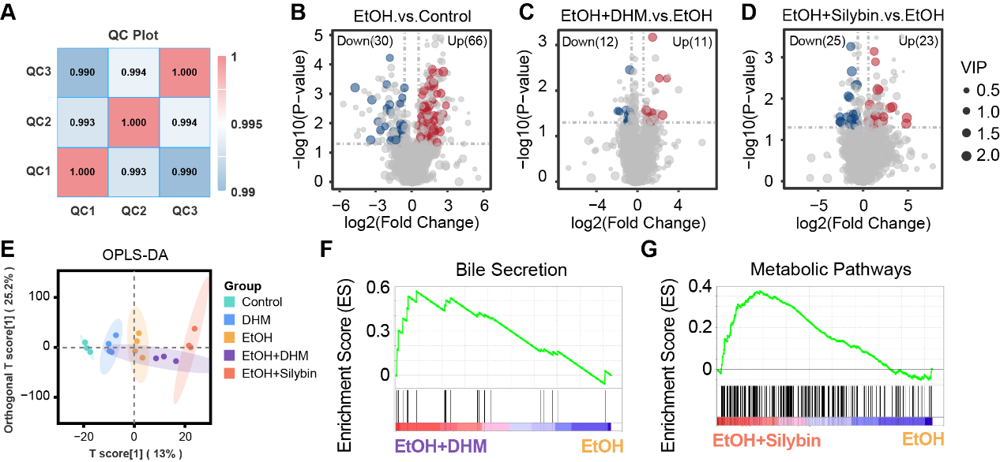 A
QC Plot
QC3
0.990
0.994
1.000
QC2
0.993
1.000
0.994
QC1
1.000
0.993
0.990
QC1
QC2
QC3
1
0.995
0.99
B
EtOH.vs.Control
Down(30)
Up(66)
−log10(P−value)
5
4
3
2
1
0
−6
−3
0
3
6
log2(Fold Change)
C
EtOH+DHM.vs.EtOH
Down(12)
Up(11)
−log10(P−value)
3
2
1
0
−4
0
4
log2(Fold Change)
D
EtOH+Silybin.vs.EtOH
Down(25)
Up(23)
−log10(P−value)
3
2
1
0
−5
0
5
log2(Fold Change)
VIP
0.5
1.0
1.5
2.0
E
OPLS-DA
Orthogonal T score[1] ( 25.2% )
100
0
−100
−20
0
20
T score[1] ( 13% )
Group
Control
DHM
EtOH
EtOH+DHM
EtOH+Silybin
F
Bile Secretion
Enrichment Score (ES)
0.6
0.3
0
EtOH+DHM
EtOH
G
Metabolic Pathways
Enrichment Score (ES)
0.4
0.2
0
EtOH+Silybin
EtOH